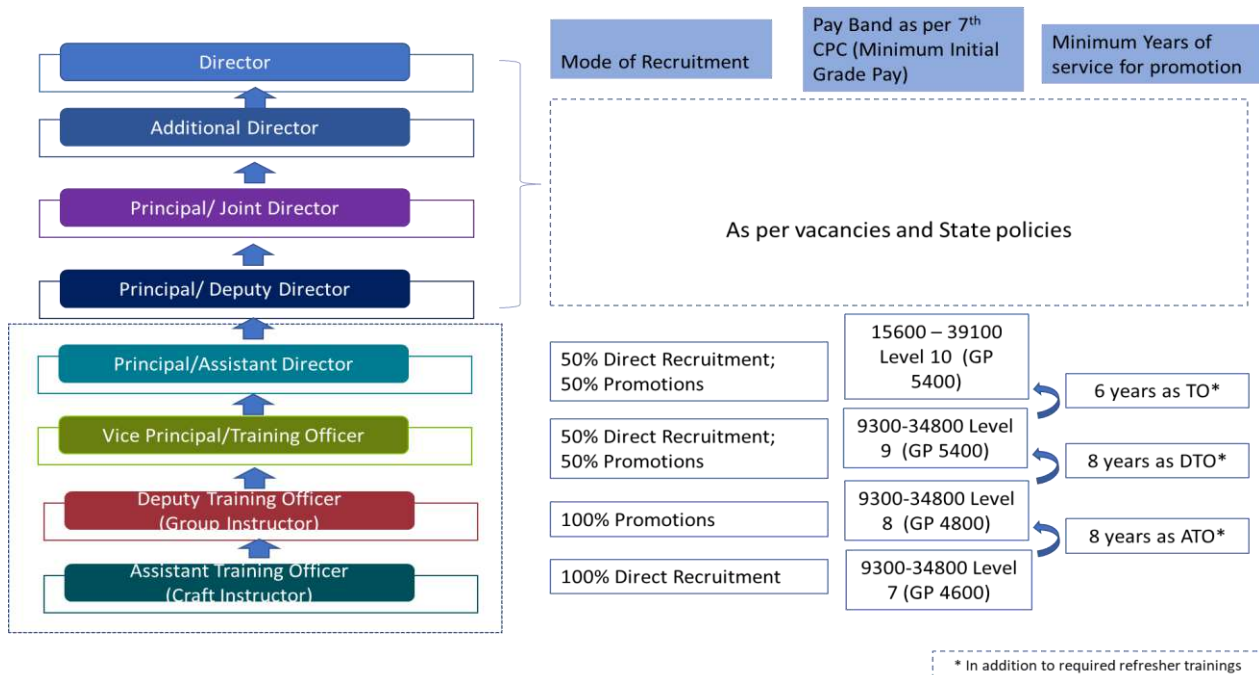 Director
Additional Director
Principal/ Joint Director
Principal/ Deputy Director
Principal/Assistant Director
Vice Principal/Training Officer
Deputy Training Officer
(Group Instructor)
Assistant Training Officer
(Craft Instructor)
Mode of Recruitment
Pay Band as per 7th
CPC (Minimum Initial
Grade Pay)
Minimum Years of
service for promotion
As per vacancies and State policies
50% Direct Recruitment;
50% Promotions
15600 – 39100
Level 10 (GP
5400)
6 years as TO*
50% Direct Recruitment;
50% Promotions
9300-34800 Level
9 (GP 5400)
8 years as DTO*
100% Promotions
9300-34800 Level
8 (GP 4800)
8 years as ATO*
100% Direct Recruitment
9300-34800 Level
7 (GP 4600)
* In addition to required refresher trainings